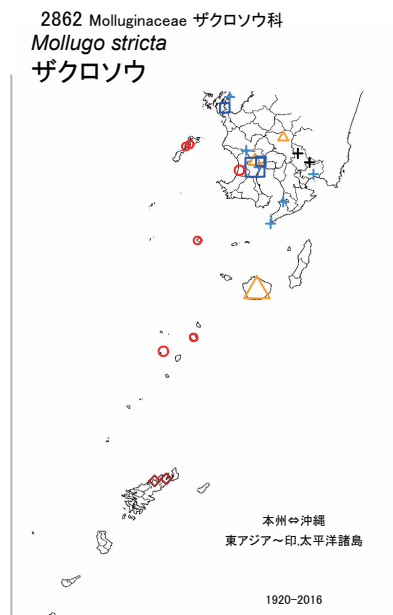 2862 Molluginaceae ザクロソウ科
Mollugo stricta
ザクロソウ
本州⇔沖縄
東アジア～印,太平洋諸島
1920-2016